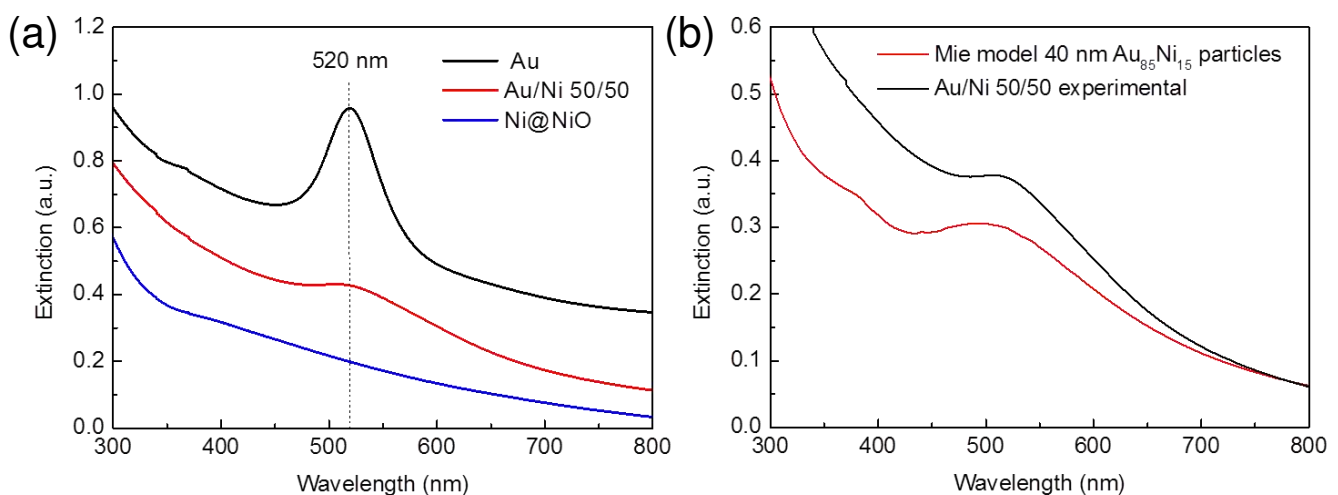 (a)
1.2
1.0
0.8
0.6
0.4
0.2
0.0
Extinction (a.u.)
300 400 500 600 700 800
Wavelength (nm)
520 nm
Au
Au/Ni 50/50
Ni@NiO
(b)
0.6
0.5
0.4
0.3
0.2
0.1
0.0
Extinction (a.u.)
300 400 500 600 700 800
Wavelength (nm)
Mie model 40 nm Au₈₅Ni₁₅ particles
Au/Ni 50/50 experimental